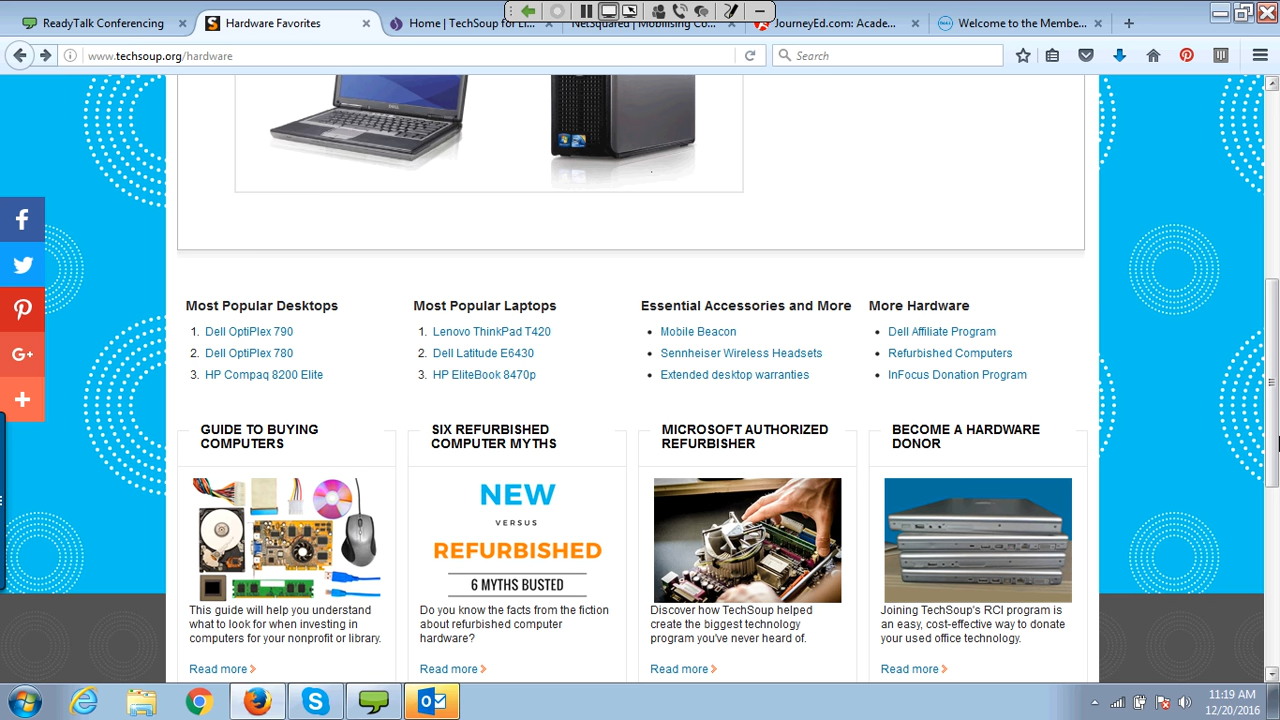 ReadyTalk Conferencing
Hardware Favorites
Home | TechSoup for Li...
NetSquared | Mobilising Co...
JourneyEd.com: Acade...
Welcome to the Membe...
www.techsoup.org/hardware
Search
Most Popular Desktops
1. Dell OptiPlex 790
2. Dell OptiPlex 780
3. HP Compaq 8200 Elite
Most Popular Laptops
1. Lenovo ThinkPad T420
2. Dell Latitude E6430
3. HP EliteBook 8470p
Essential Accessories and More
• Mobile Beacon
• Sennheiser Wireless Headsets
• Extended desktop warranties
More Hardware
• Dell Affiliate Program
• Refurbished Computers
• InFocus Donation Program
GUIDE TO BUYING
COMPUTERS
This guide will help you understand
what to look for when investing in
computers for your nonprofit or library.
Read more
SIX REFURBISHED
COMPUTER MYTHS
NEW
VERSUS
REFURBISHED
6 MYTHS BUSTED
Do you know the facts from the fiction
about refurbished computer
hardware?
Read more
MICROSOFT AUTHORIZED
REFURBISHER
Discover how TechSoup helped
create the biggest technology
program you've never heard of.
Read more
BECOME A HARDWARE
DONOR
Joining TechSoup's RCI program is
an easy, cost-effective way to donate
your used office technology.
Read more
11:19 AM
12/20/2016